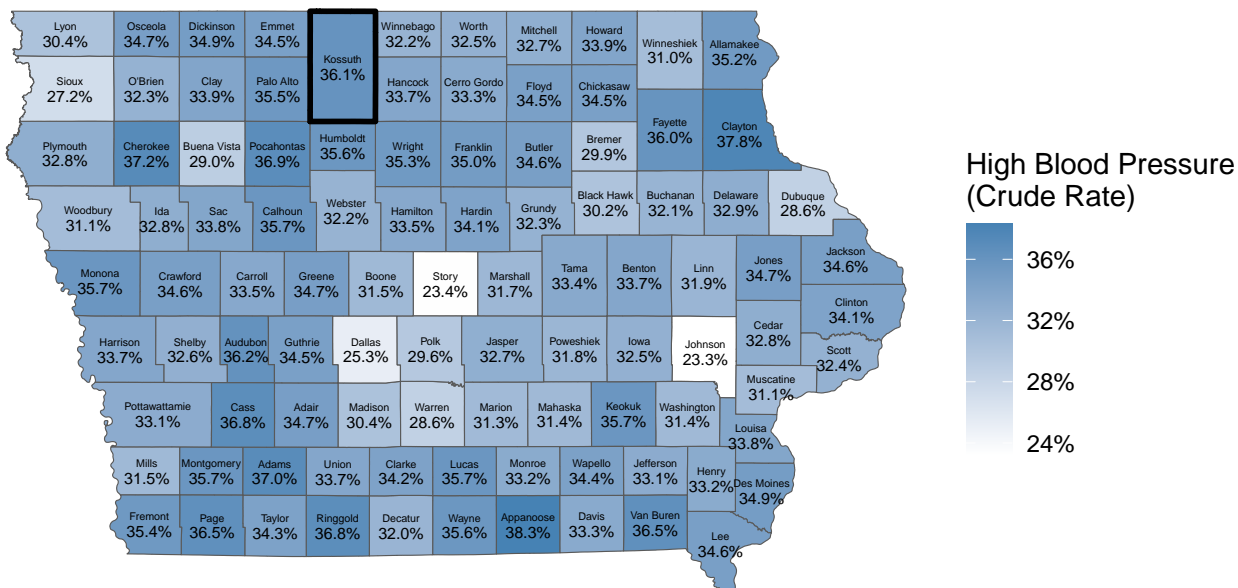 Lyon
30.4%
Osceola
34.7%
Dickinson
34.9%
Emmet
34.5%
Kossuth
36.1%
Winnebago
32.2%
Worth
32.5%
Mitchell
32.7%
Howard
33.9%
Winneshiek
31.0%
Allamakee
35.2%
Sioux
27.2%
O'Brien
32.3%
Clay
33.9%
Palo Alto
35.5%
Hancock
33.7%
Cerro Gordo
33.3%
Floyd
34.5%
Chickasaw
34.5%
Plymouth
32.8%
Cherokee
37.2%
Buena Vista
29.0%
Pocahontas
36.9%
Humboldt
35.6%
Wright
35.3%
Franklin
35.0%
Butler
34.6%
Bremer
29.9%
Fayette
36.0%
Clayton
37.8%
Woodbury
31.1%
Ida
32.8%
Sac
33.8%
Calhoun
35.7%
Webster
32.2%
Hamilton
33.5%
Hardin
34.1%
Grundy
32.3%
Black Hawk
30.2%
Buchanan
32.1%
Delaware
32.9%
Dubuque
28.6%
Monona
35.7%
Crawford
34.6%
Carroll
33.5%
Greene
34.7%
Boone
31.5%
Story
23.4%
Marshall
31.7%
Tama
33.4%
Benton
33.7%
Linn
31.9%
Jones
34.7%
Jackson
34.6%
Clinton
34.1%
Harrison
33.7%
Shelby
32.6%
Audubon
36.2%
Guthrie
34.5%
Dallas
25.3%
Polk
29.6%
Jasper
32.7%
Poweshiek
31.8%
Iowa
32.5%
Johnson
23.3%
Cedar
32.8%
Scott
32.4%
Muscatine
31.1%
Pottawattamie
33.1%
Cass
36.8%
Adair
34.7%
Madison
30.4%
Warren
28.6%
Marion
31.3%
Mahaska
31.4%
Keokuk
35.7%
Washington
31.4%
Louisa
33.8%
Mills
31.5%
Montgomery
35.7%
Adams
37.0%
Union
33.7%
Clarke
34.2%
Lucas
35.7%
Monroe
33.2%
Wapello
34.4%
Jefferson
33.1%
Henry
33.2%
Des Moines
34.9%
Fremont
35.4%
Page
36.5%
Taylor
34.3%
Ringgold
36.8%
Decatur
32.0%
Wayne
35.6%
Appanoose
38.3%
Davis
33.3%
Van Buren
36.5%
Lee
34.6%
High Blood Pressure
(Crude Rate)
36%
32%
28%
24%